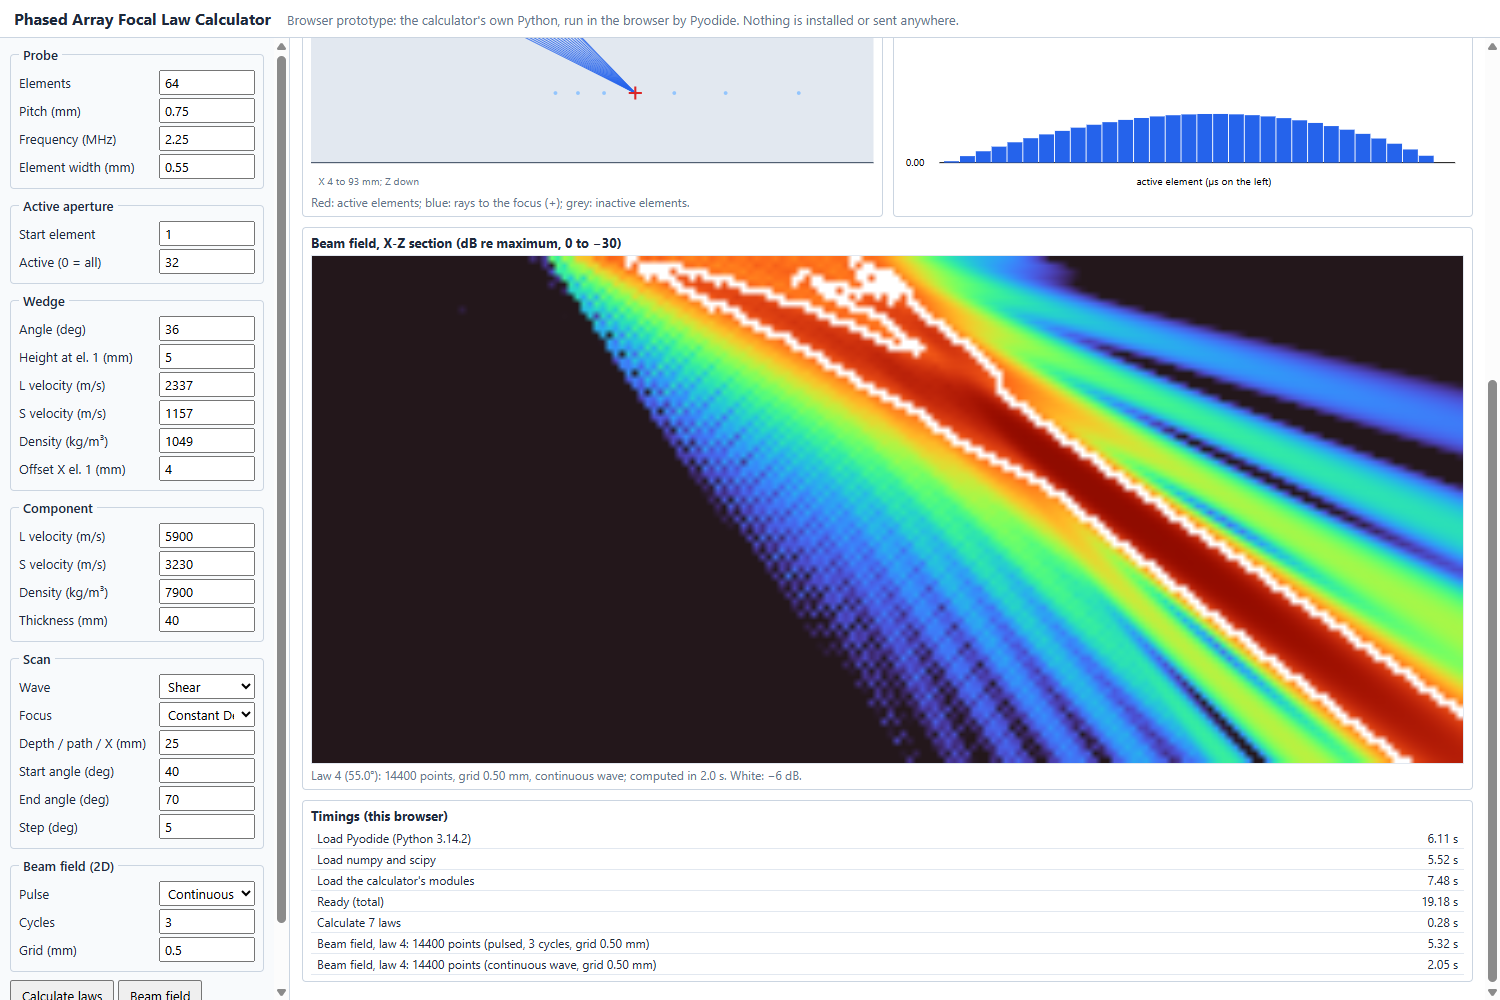 Phased Array Focal Law Calculator
Browser prototype: the calculator's own Python, run in the browser by Pyodide. Nothing is installed or sent anywhere.
Probe
Elements 64
Pitch (mm) 0.75
Frequency (MHz) 2.25
Element width (mm) 0.55
Active aperture
Start element 1
Active (0 = all) 32
Wedge
Angle (deg) 36
Height at el. 1 (mm) 5
L velocity (m/s) 2337
S velocity (m/s) 1157
Density (kg/m³) 1049
Offset X el. 1 (mm) 4
Component
L velocity (m/s) 5900
S velocity (m/s) 3230
Density (kg/m³) 7900
Thickness (mm) 40
Scan
Wave Shear
Focus Constant De
Depth / path / X (mm) 25
Start angle (deg) 40
End angle (deg) 70
Step (deg) 5
Beam field (2D)
Pulse Continuous
Cycles 3
Grid (mm) 0.5
Calculate laws Beam field
X 4 to 93 mm; Z down
Red: active elements; blue: rays to the focus (+); grey: inactive elements.
0.00
active element (µs on the left)
Beam field, X-Z section (dB re maximum, 0 to −30)
Law 4 (55.0°): 14400 points, grid 0.50 mm, continuous wave; computed in 2.0 s. White: −6 dB.
Timings (this browser)
Load Pyodide (Python 3.14.2) 6.11 s
Load numpy and scipy 5.52 s
Load the calculator's modules 7.48 s
Ready (total) 19.18 s
Calculate 7 laws 0.28 s
Beam field, law 4: 14400 points (pulsed, 3 cycles, grid 0.50 mm) 5.32 s
Beam field, law 4: 14400 points (continuous wave, grid 0.50 mm) 2.05 s